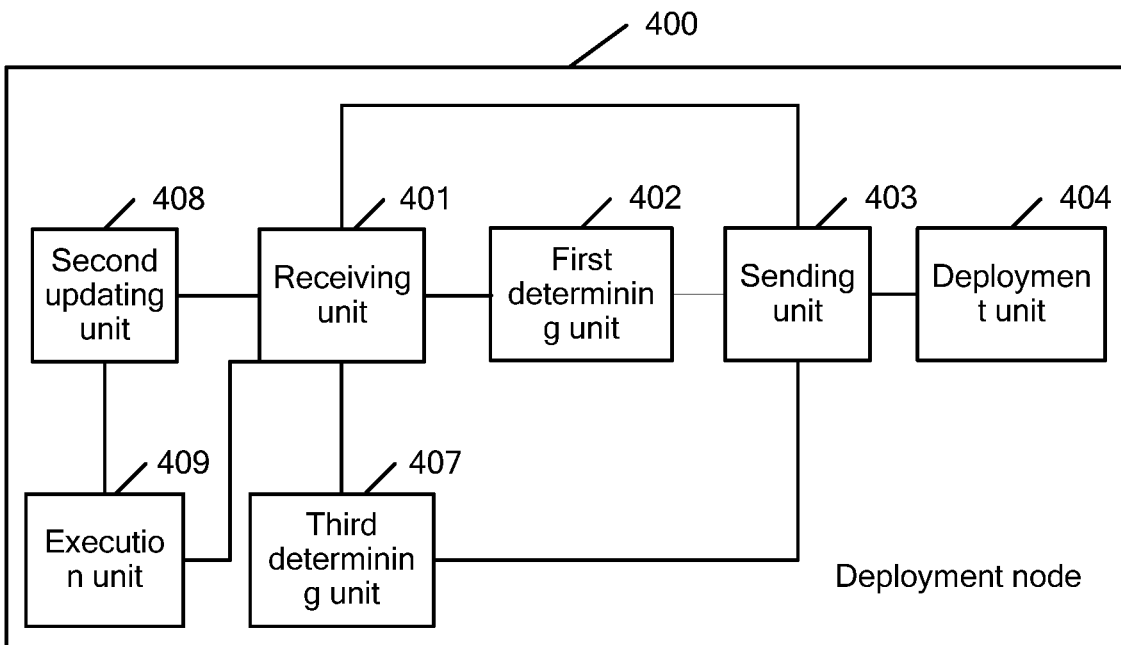 400
408
401
402
403
404
Second
updating
unit
Receiving
unit
First
determinin
g unit
Sending
unit
Deploymen
t unit
409
407
Executio
n unit
Third
determinin
g unit
Deployment node